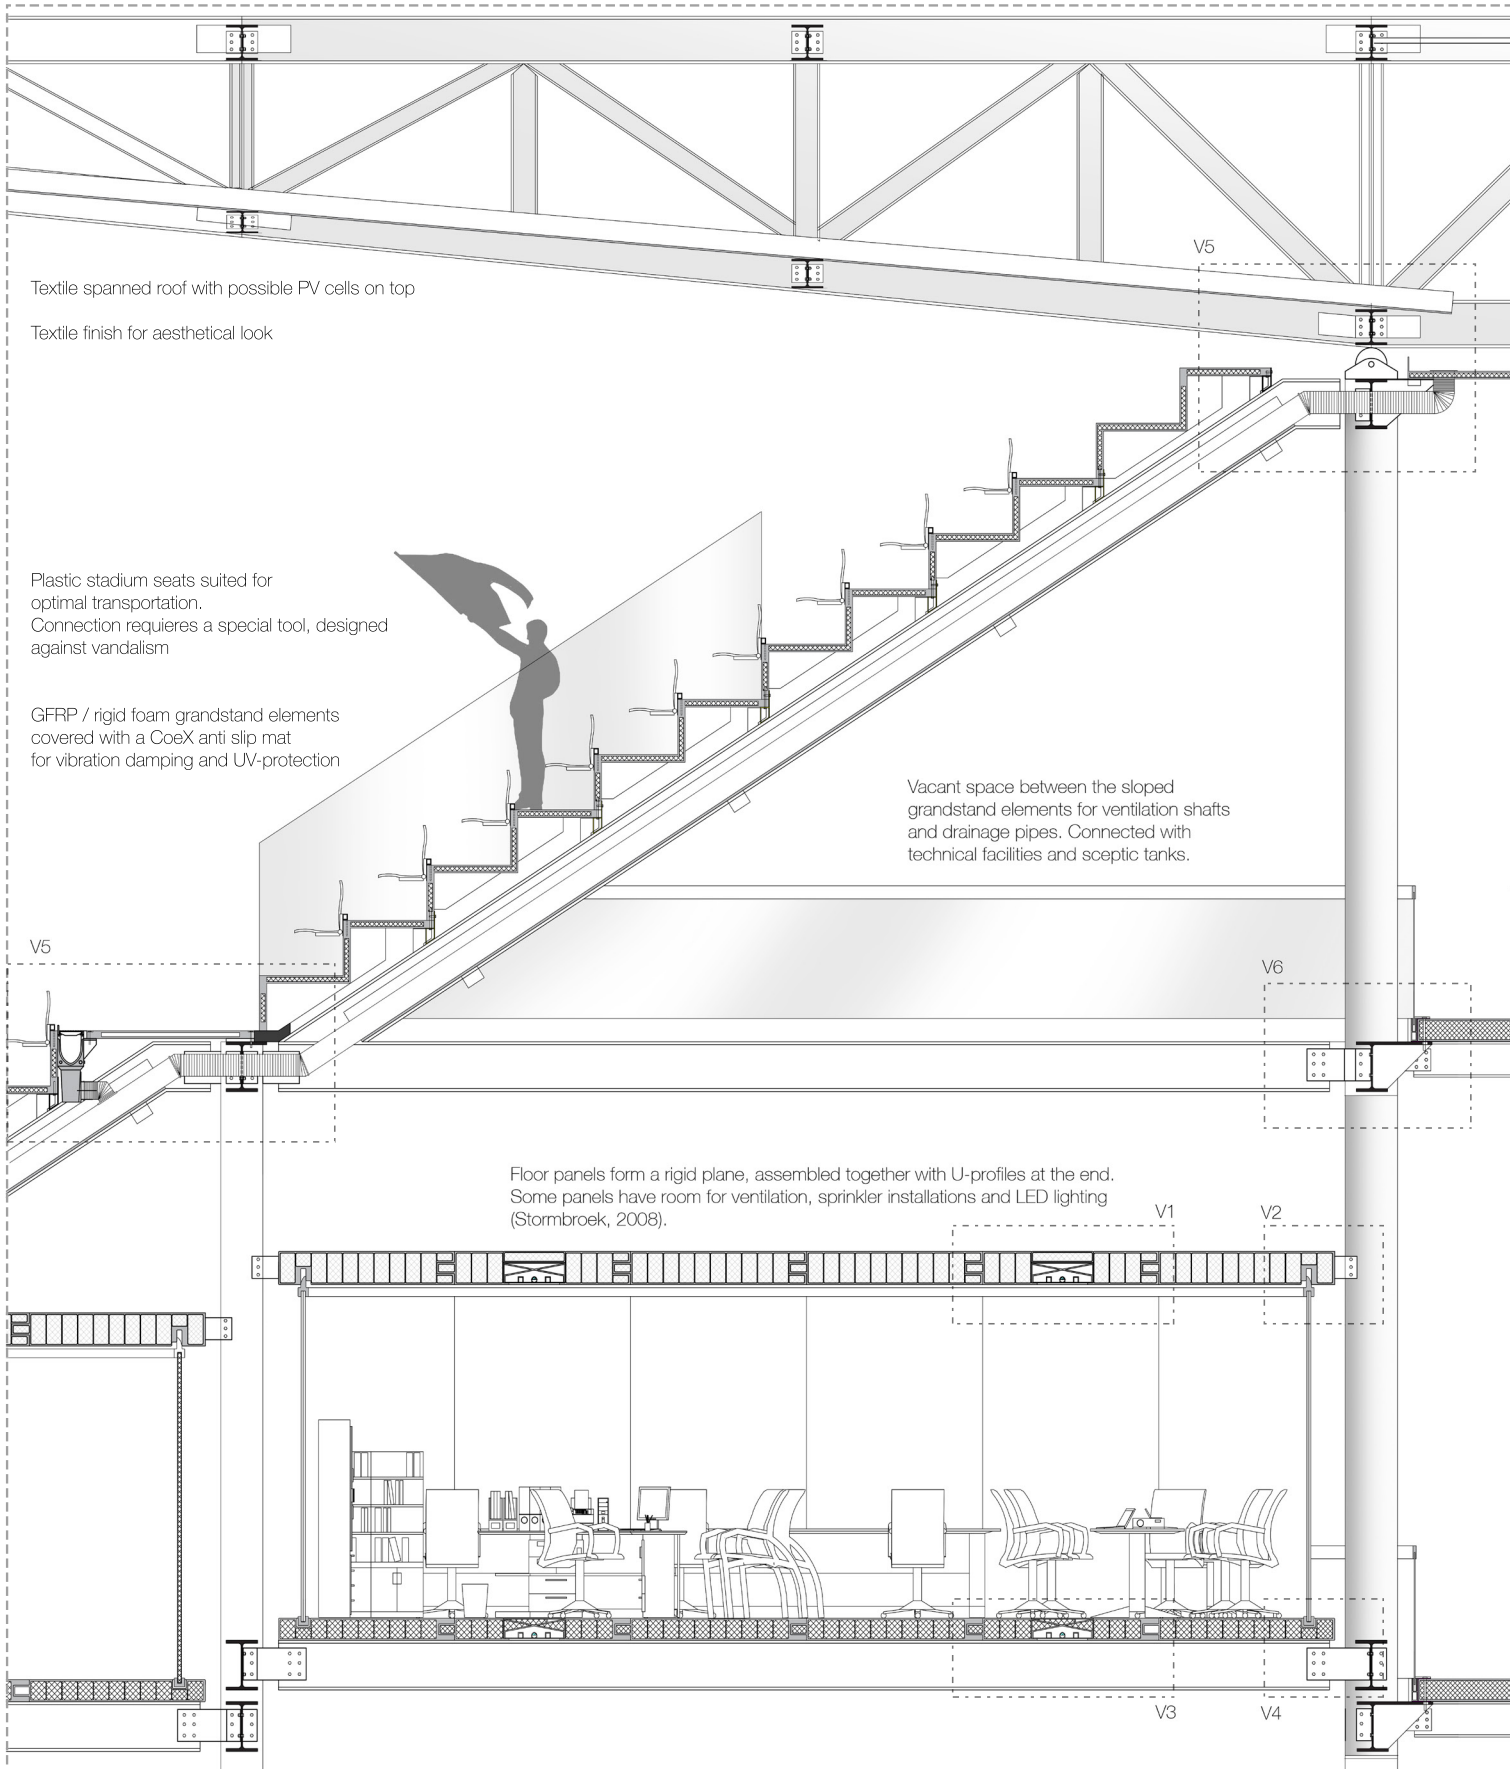 V5
Textile spanned roof with possible PV cells on top
Textile finish for aesthetical look
Plastic stadium seats suited for
optimal transportation.
Connection requieres a special tool, designed
against vandalism
GFRP / rigid foam grandstand elements
covered with a CoeX anti slip mat
for vibration damping and UV-protection
Vacant space between the sloped
grandstand elements for ventilation shafts
and drainage pipes. Connected with
technical facilities and sceptic tanks.
V5
V6
Floor panels form a rigid plane, assembled together with U-profiles at the end.
Some panels have room for ventilation, sprinkler installations and LED lighting
(Stormbroek, 2008).
V1
V2
V3
V4